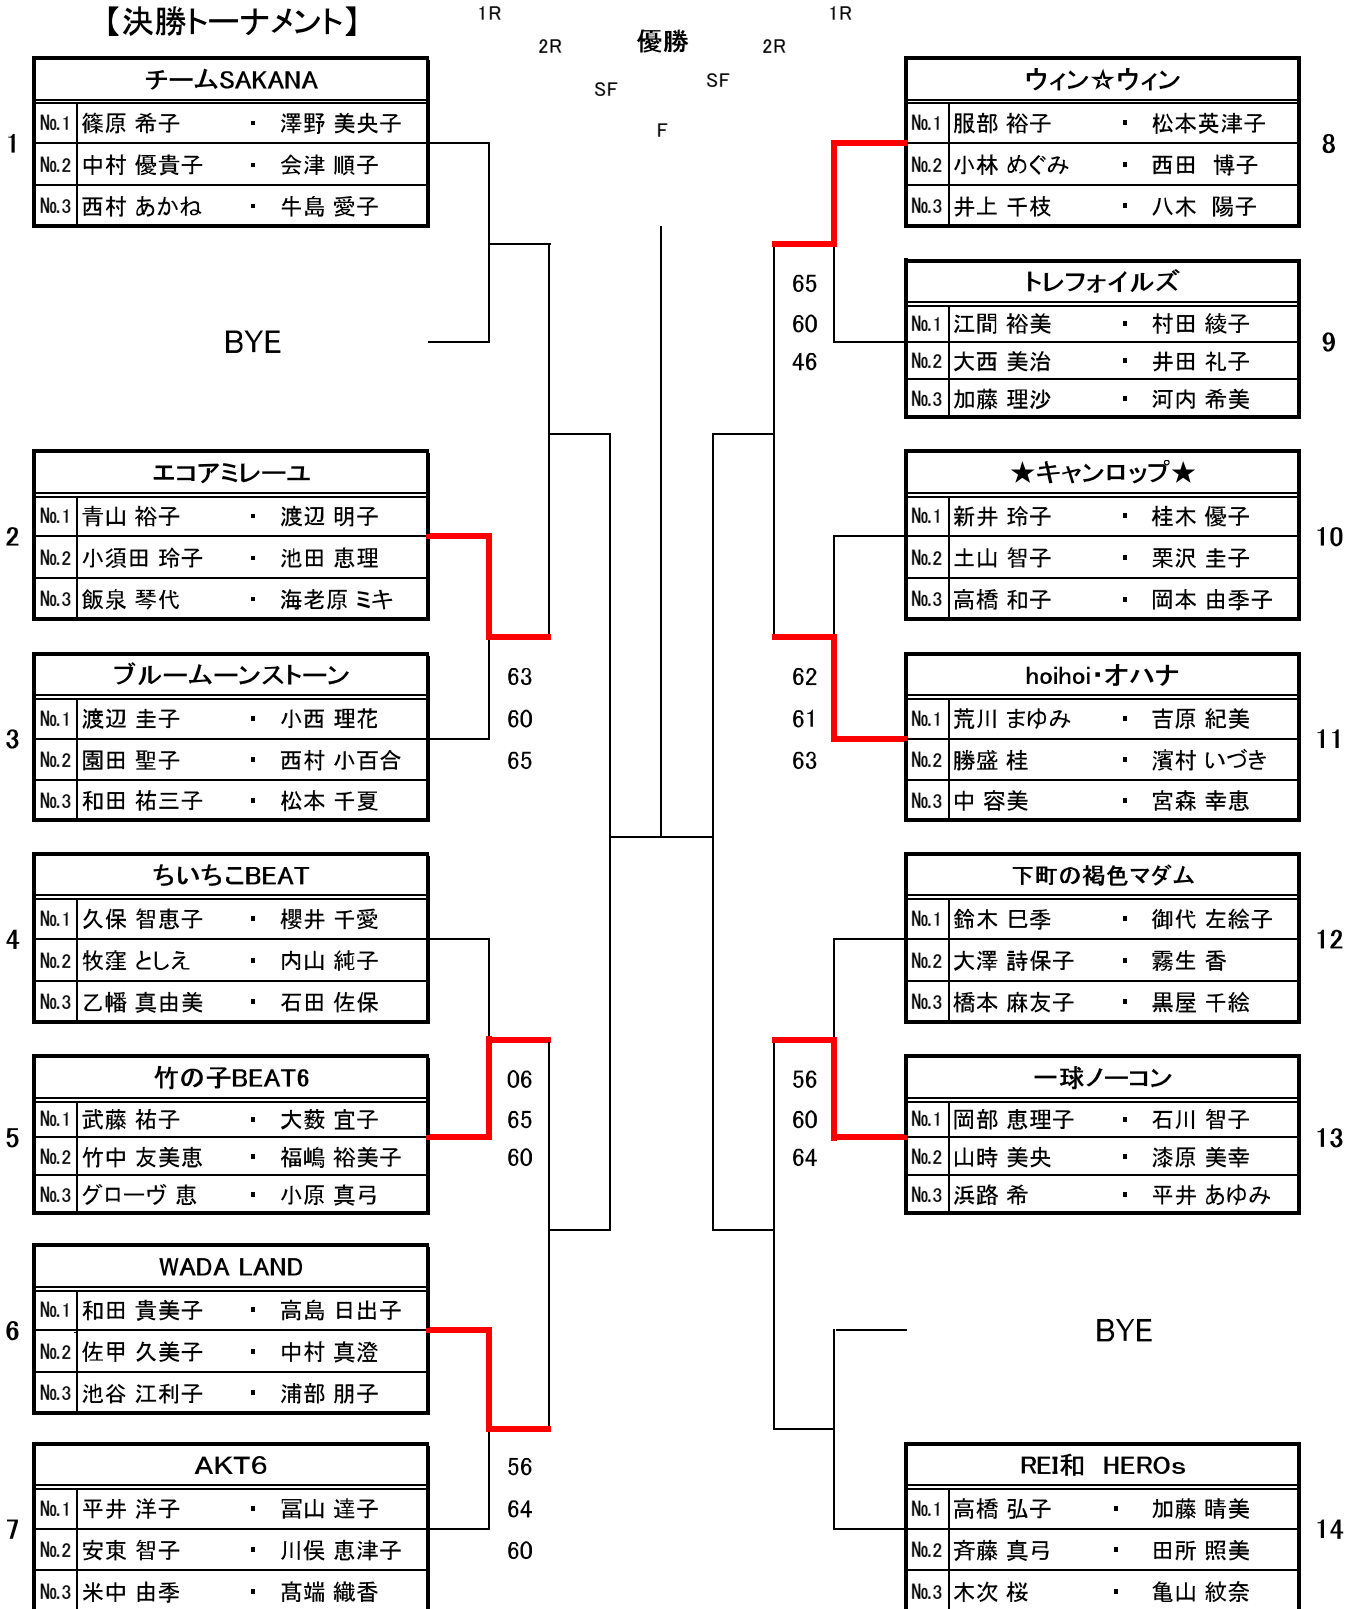 【決勝トーナメント】
1R
2R
SF
優勝
F
SF
2R
1R
1
チームSAKANA
No.1 篠原 希子 ・ 澤野 美央子
No.2 中村 優貴子 ・ 会津 順子
No.3 西村 あかね ・ 牛島 愛子
BYE
2
エコアミレーユ
No.1 青山 裕子 ・ 渡辺 明子
No.2 小須田 玲子 ・ 池田 恵理
No.3 飯泉 琴代 ・ 海老原 ミキ
63
60
65
3
ブルームーンストーン
No.1 渡辺 圭子 ・ 小西 理花
No.2 園田 聖子 ・ 西村 小百合
No.3 和田 祐三子 ・ 松本 千夏
4
ちいちこBEAT
No.1 久保 智恵子 ・ 櫻井 千愛
No.2 牧窪 としえ ・ 内山 純子
No.3 乙幡 真由美 ・ 石田 佐保
06
65
60
5
竹の子BEAT6
No.1 武藤 祐子 ・ 大薮 宜子
No.2 竹中 友美恵 ・ 福嶋 裕美子
No.3 グローヴ 恵 ・ 小原 真弓
6
WADA LAND
No.1 和田 貴美子 ・ 高島 日出子
No.2 佐甲 久美子 ・ 中村 真澄
No.3 池谷 江利子 ・ 浦部 朋子
56
64
60
7
AKT6
No.1 平井 洋子 ・ 冨山 達子
No.2 安東 智子 ・ 川俣 恵津子
No.3 米中 由季 ・ 髙端 織香
ウィン☆ウィン
No.1 服部 裕子 ・ 松本英津子
No.2 小林 めぐみ ・ 西田 博子
No.3 井上 千枝 ・ 八木 陽子
8
65
60
46
トレフォイルズ
No.1 江間 裕美 ・ 村田 綾子
No.2 大西 美治 ・ 井田 礼子
No.3 加藤 理沙 ・ 河内 希美
9
★キャンロップ★
No.1 新井 玲子 ・ 桂木 優子
No.2 土山 智子 ・ 栗沢 圭子
No.3 高橋 和子 ・ 岡本 由季子
10
62
61
63
hoihoi・オハナ
No.1 荒川 まゆみ ・ 吉原 紀美
No.2 勝盛 桂 ・ 濱村 いづき
No.3 中 容美 ・ 宮森 幸恵
11
下町の褐色マダム
No.1 鈴木 巳季 ・ 御代 左絵子
No.2 大澤 詩保子 ・ 霧生 香
No.3 橋本 麻友子 ・ 黒屋 千絵
12
56
60
64
一球ノーコン
No.1 岡部 恵理子 ・ 石川 智子
No.2 山時 美央 ・ 漆原 美幸
No.3 浜路 希 ・ 平井 あゆみ
13
BYE
REI和 HEROs
No.1 高橋 弘子 ・ 加藤 晴美
No.2 斉藤 真弓 ・ 田所 照美
No.3 木次 桜 ・ 亀山 紋奈
14